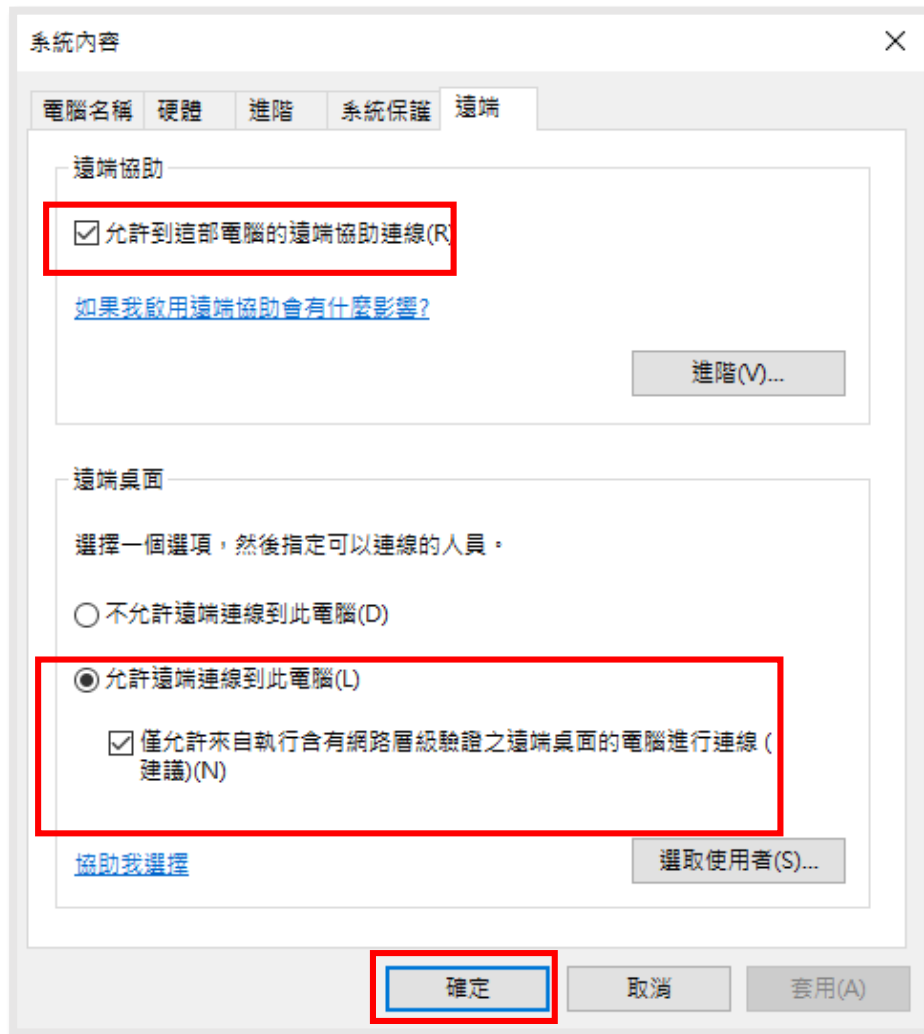 系統內容
電腦名稱 硬體 進階 系統保護 遠端
遠端協助
允許到這部電腦的遠端協助連線(R)
如果我啟用遠端協助會有什麼影響?
進階(V)...
遠端桌面
選擇一個選項，然後指定可以連線的人員。
不允許遠端連線到此電腦(D)
允許遠端連線到此電腦(L)
僅允許來自執行含有網路層級驗證之遠端桌面的電腦進行連線 (
建議)(N)
協助我選擇
選取使用者(S)...
確定 取消 套用(A)